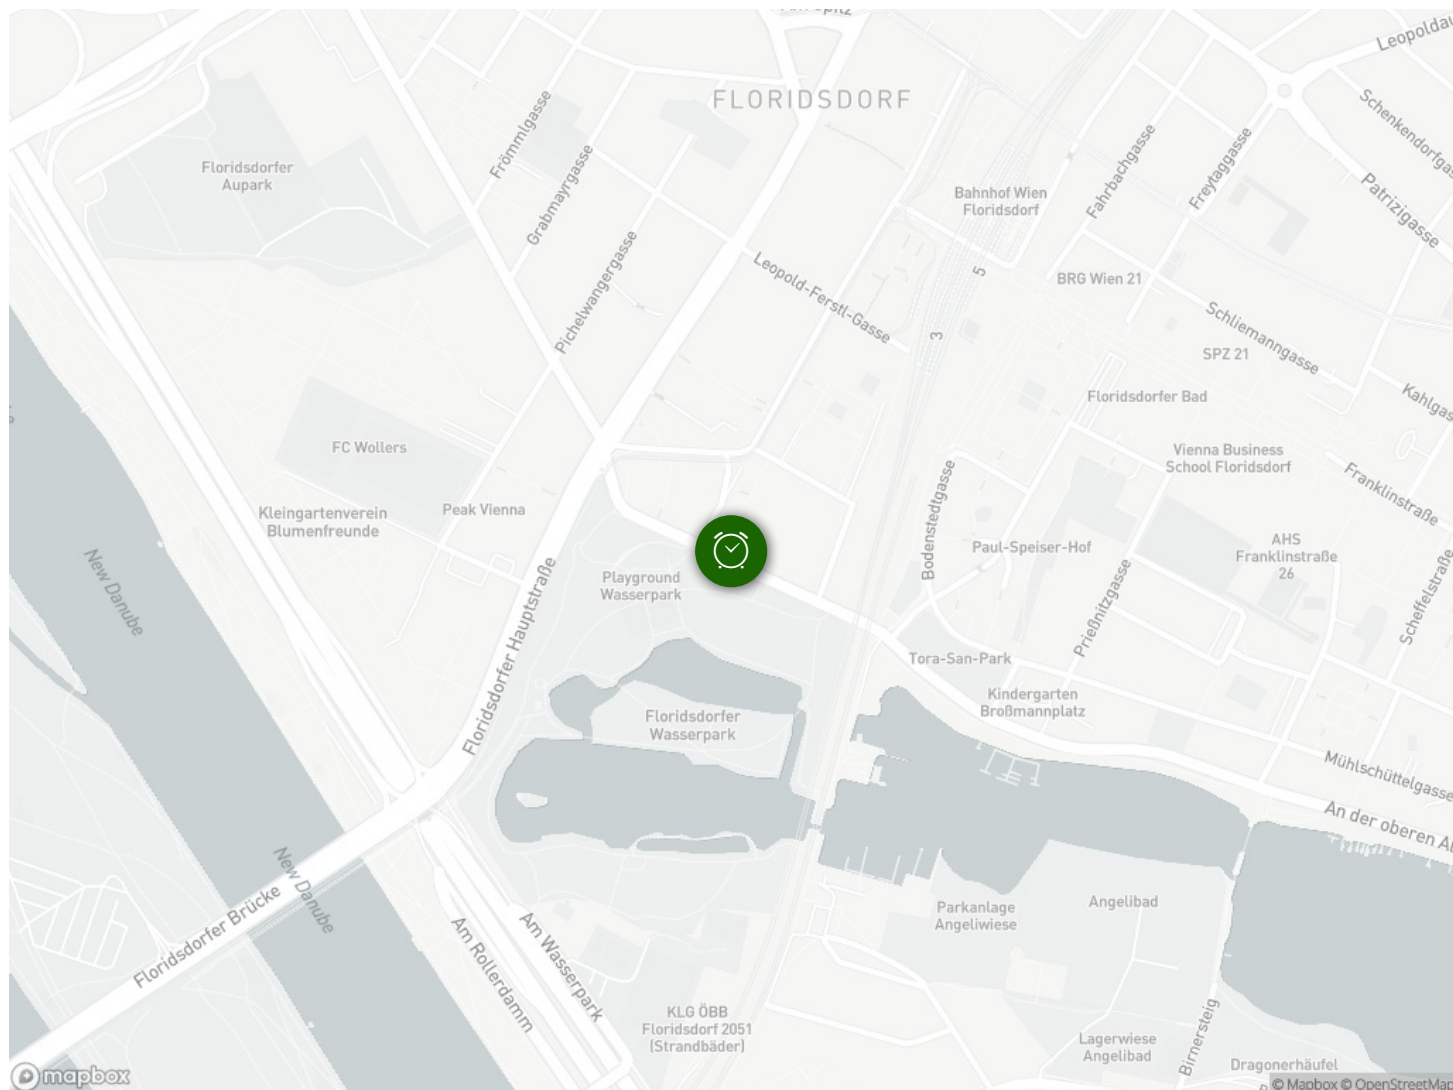 Am Spitz
Leopoldau
FLORIDSDORF
Schenkendorfgas
Frömmlgasse
Floridsdorfer
Aupark
Grabmayrgasse
Bahnhof Wien
Floridsdorf
Fahrbachgasse
Freytaggasse
Patrizigasse
Pichelwangergasse
Leopold-Ferstl-Gasse
5
BRG Wien 21
Schliemanngasse
3
SPZ 21
Floridsdorfer Bad
Kahlgas
FC Wollers
Vienna Business
School Floridsdorf
Franklinstraße
Kleingartenverein
Blumenfreunde
Peak Vienna
Bodenstedtgasse
Paul-Speiser-Hof
AHS
Franklinstraße
26
New Danube
Playground
Wasserpark
Prießnitzgasse
Scheffelstraße
Floridsdorfer Hauptstraße
Tora-San-Park
Kindergarten
Broßmannplatz
Floridsdorfer
Wasserpark
Mühlschüttelgasse
An der oberen Al
New Danube
Floridsdorfer Brücke
Am Rollerdamm
Am Wasserpark
Parkanlage
Angeliwiese
Angelibad
KLG ÖBB
Floridsdorf 2051
(Strandbäder)
Lagerwiese
Angelibad
Birnersteig
Dragonerhäufel
mapbox
© Mapbox © OpenStreetMap